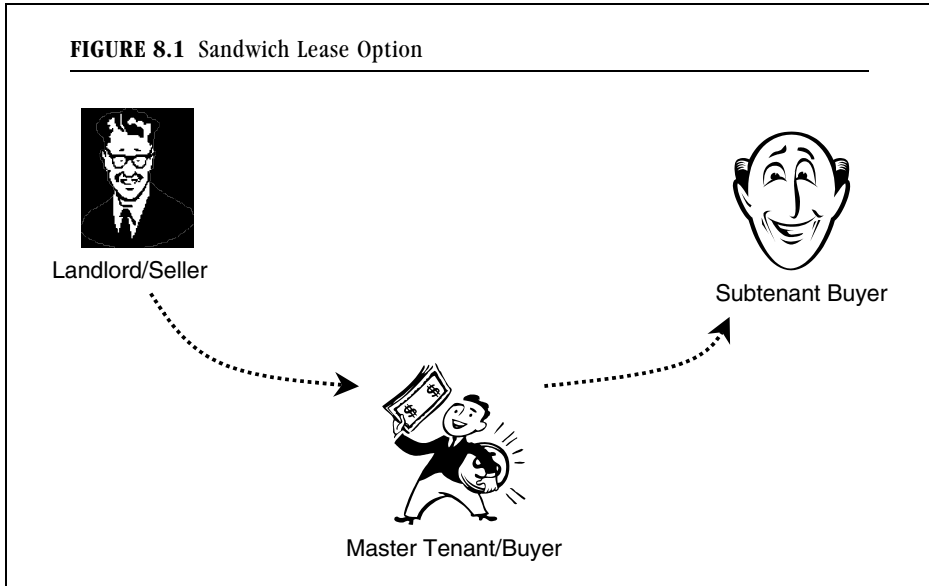 FIGURE 8.1 Sandwich Lease Option
Landlord/Seller
Subtenant Buyer
$ $
Master Tenant/Buyer